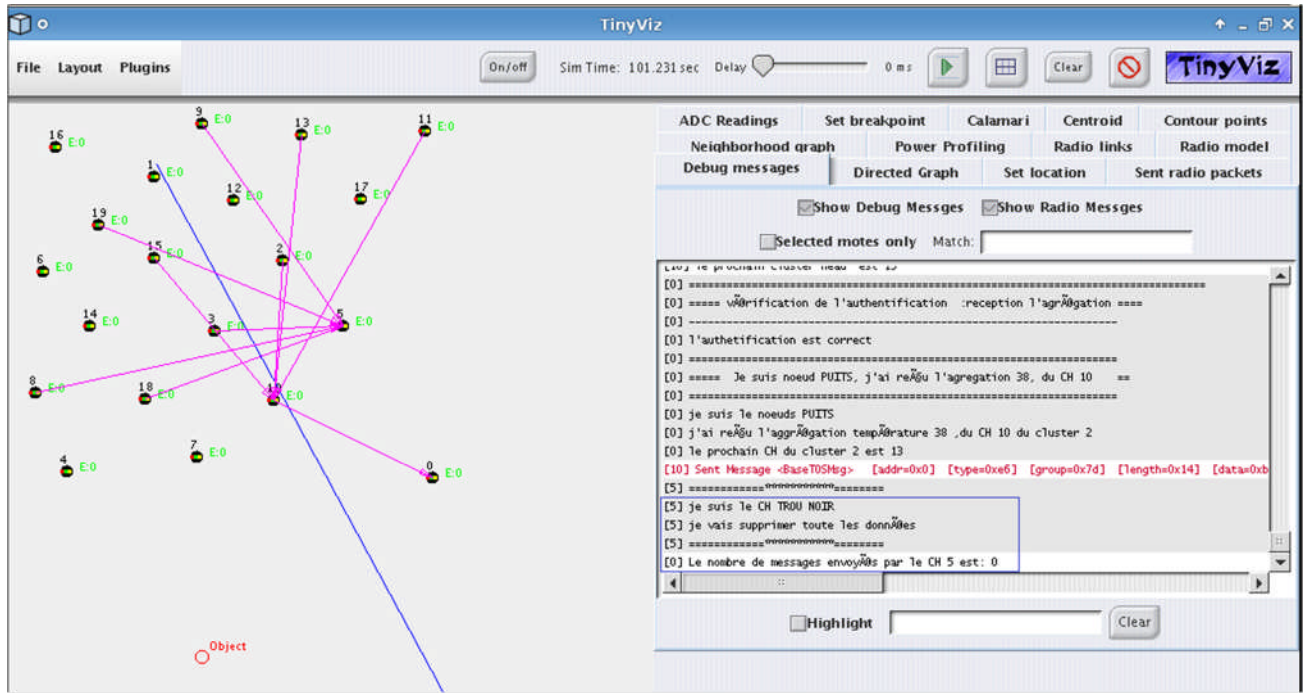 TinyViz
File Layout Plugins
On/off
Sim Time: 101.231 sec Delay 0 ms
Clear
TinyViz
9 E:0
13 E:0
11 E:0
16 E:0
1 E:0
12 E:0
17 E:0
19 E:0
15 E:0
2 E:0
6 E:0
14 E:0
3 E:0
5 E:0
8 E:0
18 E:0
10 E:0
7 E:0
4 E:0
0 E:0
Object
ADC Readings Set breakpoint Calamari Centroid Contour points
Neighborhood graph Power Profiling Radio links Radio model
Debug messages Directed Graph Set location Sent radio packets
Show Debug Messges Show Radio Messges
Selected motes only Match:
[10] le prochain cluster head est 13
[0] ==========================================================================
[0] ===== vÃ©rification de l'authentification :reception l'agrÃ©gation ====
[0] -------------------------------------------------------------
[0] l'authetification est correct
[0] =============================================================
[0] ===== Je suis noeud PUITS, j'ai reÃ§u l'agregation 38, du CH 10 ==
[0] =============================================================
[0] je suis le noeuds PUITS
[0] j'ai reÃ§u l'aggrÃ©gation tempÃ©rature 38 ,du CH 10 du cluster 2
[0] le prochain CH du cluster 2 est 13
[10] Sent Message <BaseTOSMsg> [addr=0x0] [type=0xe6] [group=0x7d] [length=0x14] [data=0xb
[5] ============°°°°°°°°°°========
[5] je suis le CH TROU NOIR
[5] je vais supprimer toute les donnÃ©es
[5] ============°°°°°°°°°°========
[0] Le nombre de messages envoyÃ©s par le CH 5 est: 0
Highlight
Clear